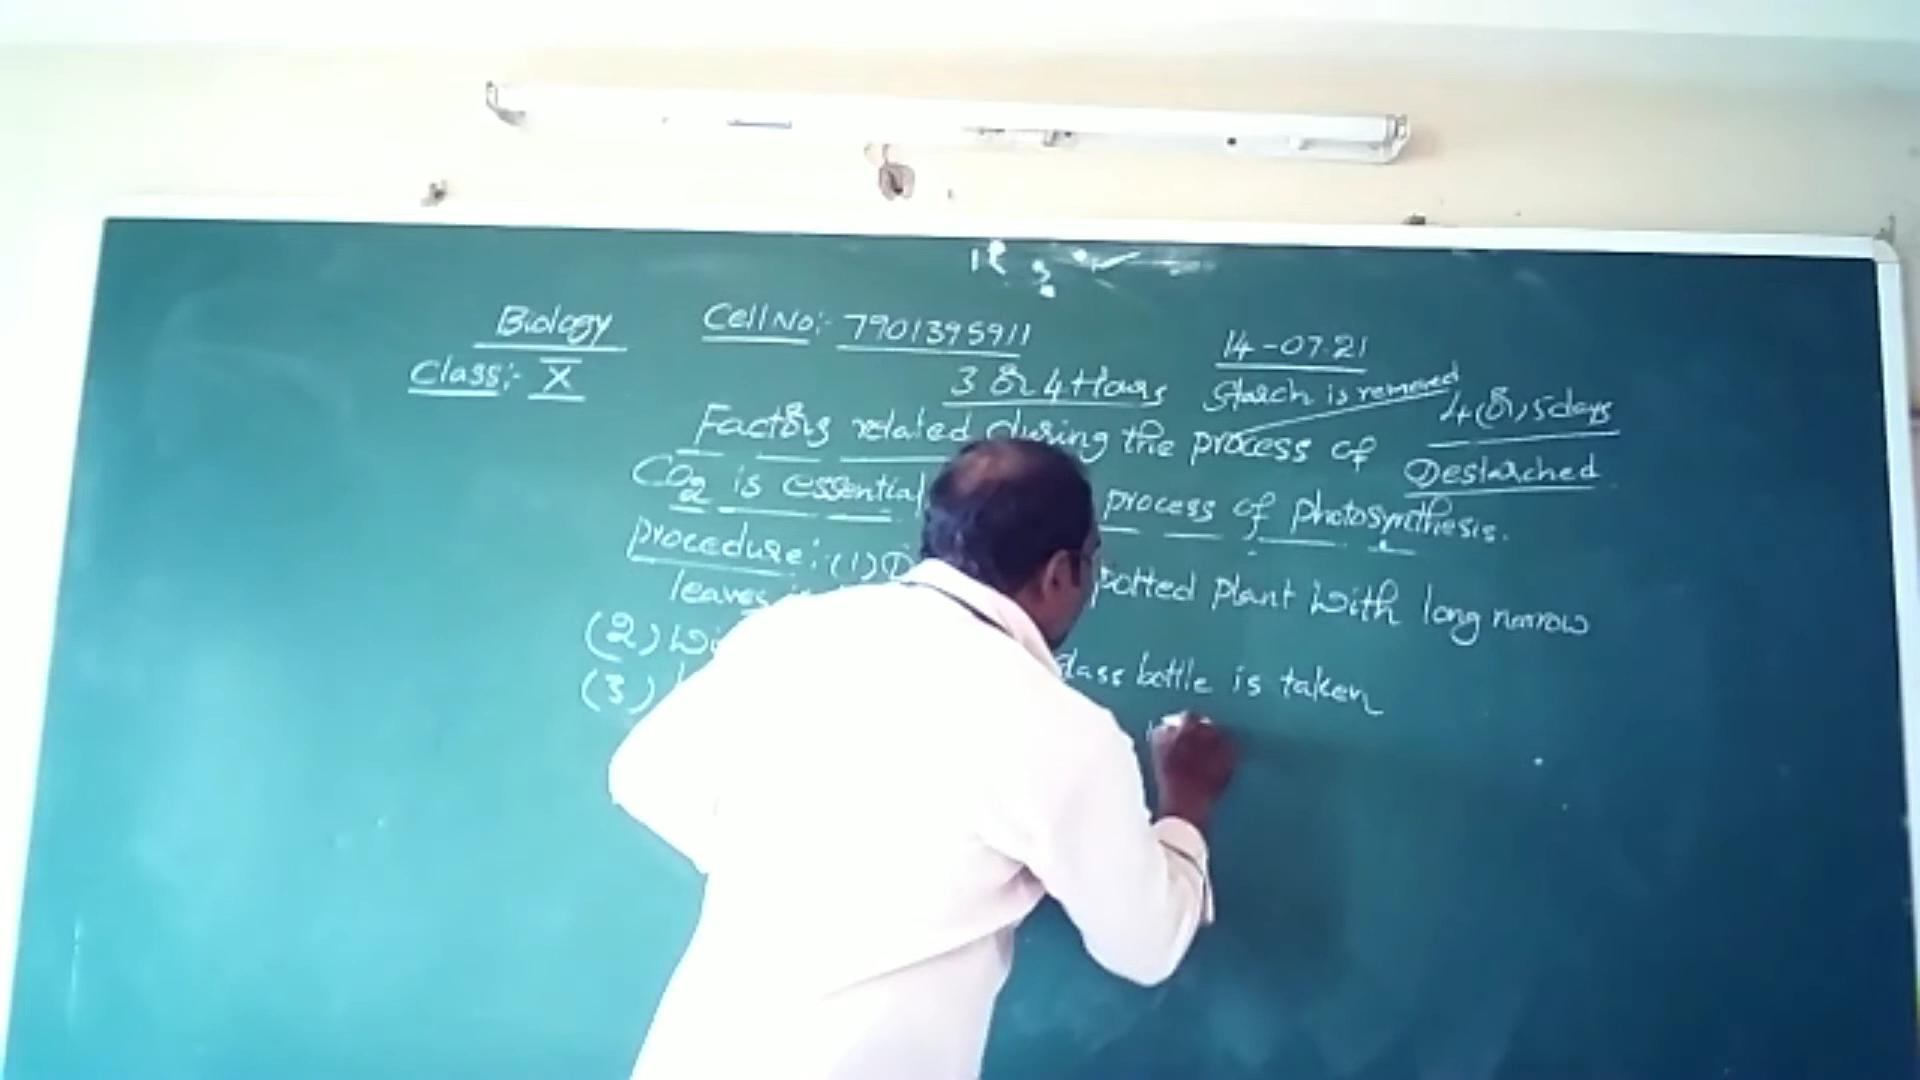 Biology Cell No:- 7901395911 14-07-21
Class:- X 3 Or 4 Hours Starch is removed 4(Or)5 days
Factors related during the process of Destarched
CO2 is essential process of photosynthesis.
procedure:(1) potted plant with long narrow
leaves
(2)
(3) bottle is taken